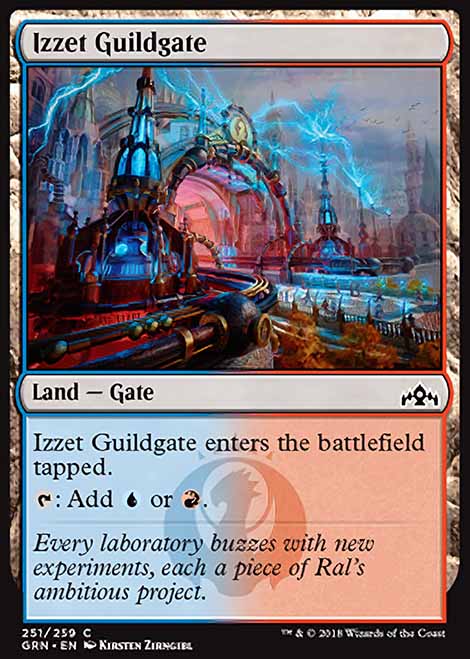 Izzet Guildgate
Land — Gate
Izzet Guildgate enters the battlefield
tapped.
: Add or .
Every laboratory buzzes with new
experiments, each a piece of Ral's
ambitious project.
251/259 C
GRN • EN Kirsten Zirngibl
™ & © 2018 Wizards of the Coast